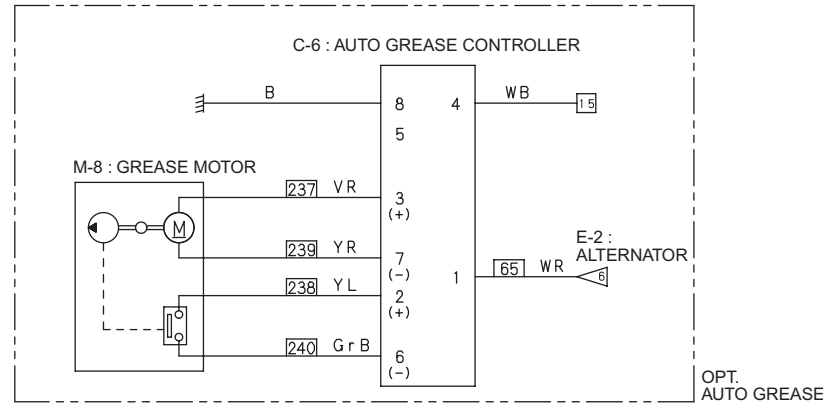 C-6 : AUTO GREASE CONTROLLER
B
8
4
WB
15
5
M-8 : GREASE MOTOR
237 VR
3
(+)
M
239 YR
7
(-)
E-2 :
ALTERNATOR
1
65 WR
6
238 YL
2
(+)
240 GrB
6
(-)
OPT.
AUTO GREASE